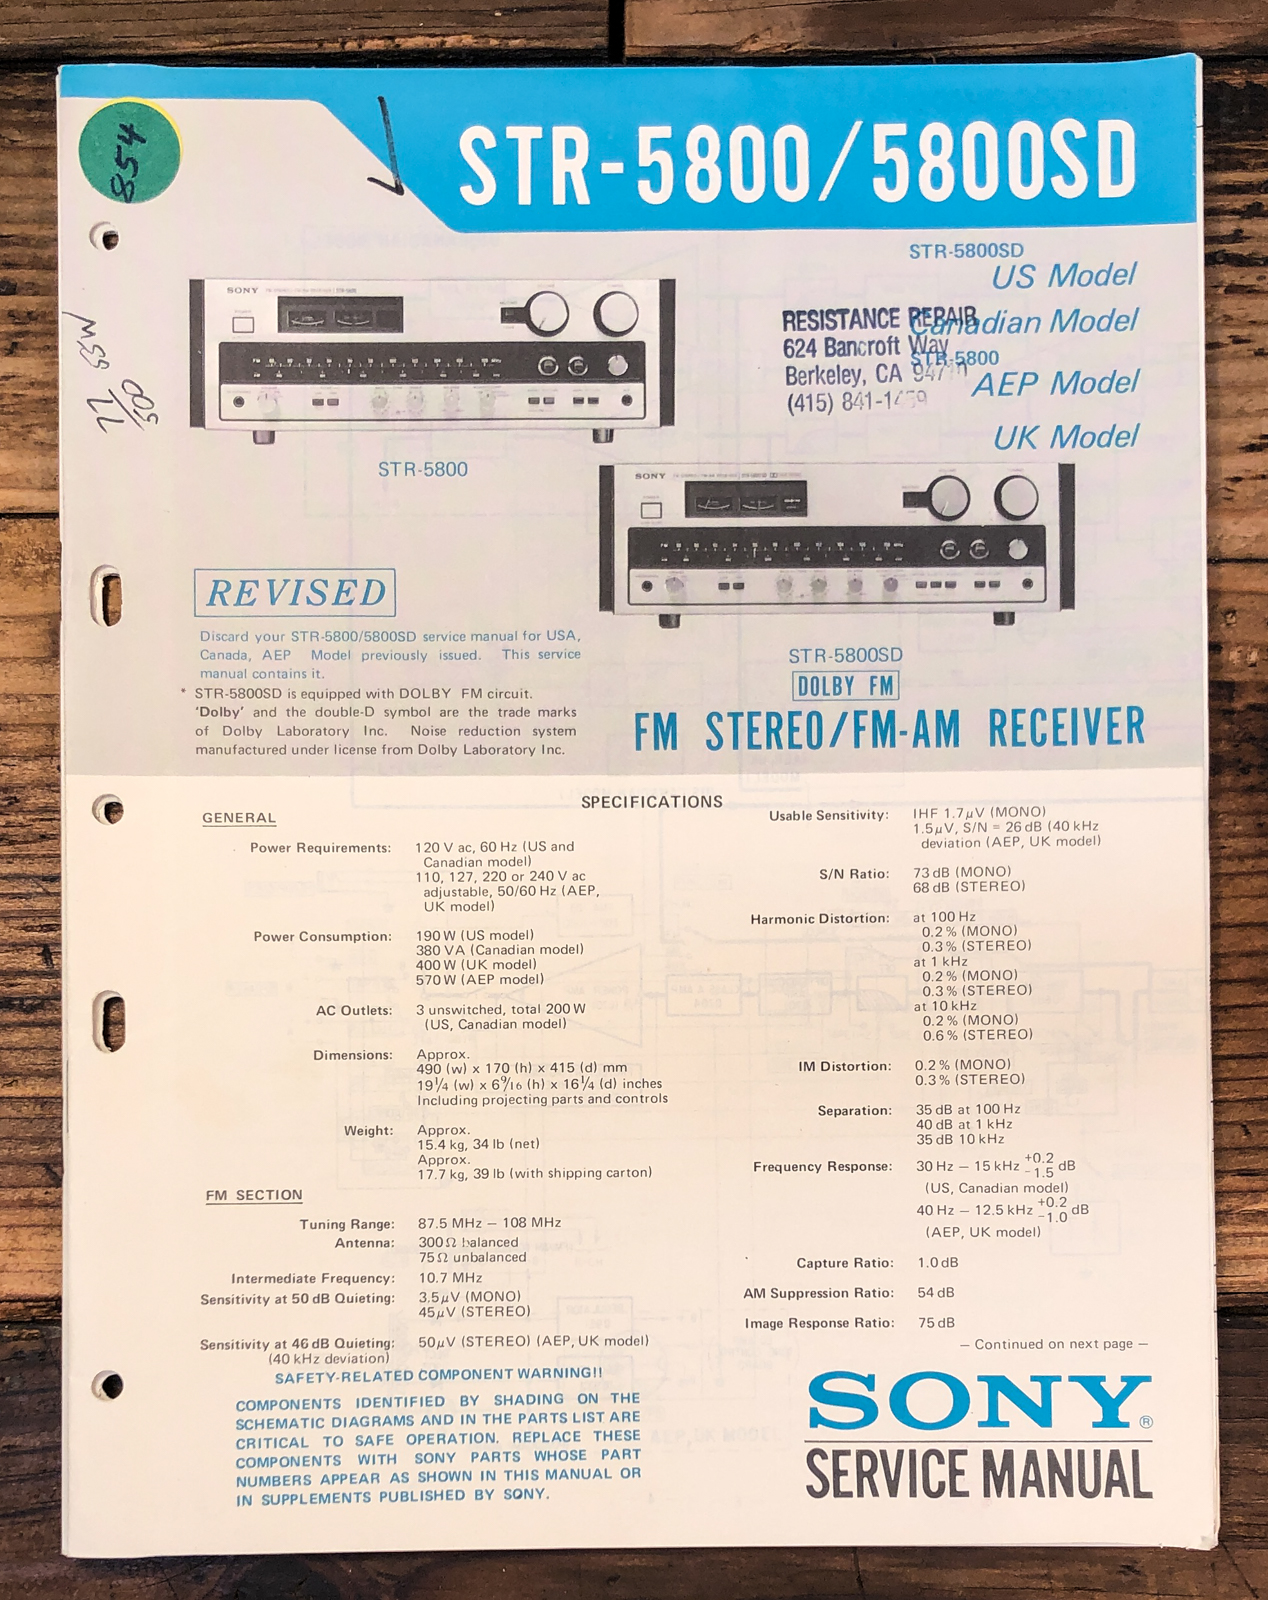 854
STR-5800/5800SD
STR-5800SD
US Model
Canadian Model
STR-5800
AEP Model
UK Model
RESISTANCE REPAIR
624 Bancroft Way
Berkeley, CA
(415) 841-
77 55W
500
SONY
STR-5800
SONY
STR-5800SD
DOLBY FM
FM STEREO/FM-AM RECEIVER
REVISED
Discard your STR-5800/5800SD service manual for USA,
Canada, AEP Model previously issued. This service
manual contains it.
* STR-5800SD is equipped with DOLBY FM circuit.
'Dolby' and the double-D symbol are the trade marks
of Dolby Laboratory Inc. Noise reduction system
manufactured under license from Dolby Laboratory Inc.
SPECIFICATIONS
GENERAL
Power Requirements: 120 V ac, 60 Hz (US and
Canadian model)
110, 127, 220 or 240 V ac
adjustable, 50/60 Hz (AEP,
UK model)
Power Consumption: 190 W (US model)
380 VA (Canadian model)
400 W (UK model)
570 W (AEP model)
AC Outlets: 3 unswitched, total 200 W
(US, Canadian model)
Dimensions: Approx.
490 (w) x 170 (h) x 415 (d) mm
19 1/4 (w) x 6 9/16 (h) x 16 1/4 (d) inches
Including projecting parts and controls
Weight: Approx.
15.4 kg, 34 lb (net)
Approx.
17.7 kg, 39 lb (with shipping carton)
FM SECTION
Tuning Range: 87.5 MHz – 108 MHz
Antenna: 300 Ω balanced
75 Ω unbalanced
Intermediate Frequency: 10.7 MHz
Sensitivity at 50 dB Quieting: 3.5 µV (MONO)
45 µV (STEREO)
Sensitivity at 46 dB Quieting: 50 µV (STEREO) (AEP, UK model)
(40 kHz deviation)
Usable Sensitivity: IHF 1.7 µV (MONO)
1.5 µV, S/N = 26 dB (40 kHz
deviation (AEP, UK model)
S/N Ratio: 73 dB (MONO)
68 dB (STEREO)
Harmonic Distortion: at 100 Hz
0.2 % (MONO)
0.3 % (STEREO)
at 1 kHz
0.2 % (MONO)
0.3 % (STEREO)
at 10 kHz
0.2 % (MONO)
0.6 % (STEREO)
IM Distortion: 0.2 % (MONO)
0.3 % (STEREO)
Separation: 35 dB at 100 Hz
40 dB at 1 kHz
35 dB 10 kHz
Frequency Response: 30 Hz – 15 kHz +0.2 -1.5 dB
(US, Canadian model)
40 Hz – 12.5 kHz +0.2 -1.0 dB
(AEP, UK model)
Capture Ratio: 1.0 dB
AM Suppression Ratio: 54 dB
Image Response Ratio: 75 dB
– Continued on next page –
SAFETY-RELATED COMPONENT WARNING!!
COMPONENTS IDENTIFIED BY SHADING ON THE
SCHEMATIC DIAGRAMS AND IN THE PARTS LIST ARE
CRITICAL TO SAFE OPERATION. REPLACE THESE
COMPONENTS WITH SONY PARTS WHOSE PART
NUMBERS APPEAR AS SHOWN IN THIS MANUAL OR
IN SUPPLEMENTS PUBLISHED BY SONY.
SONY®
SERVICE MANUAL